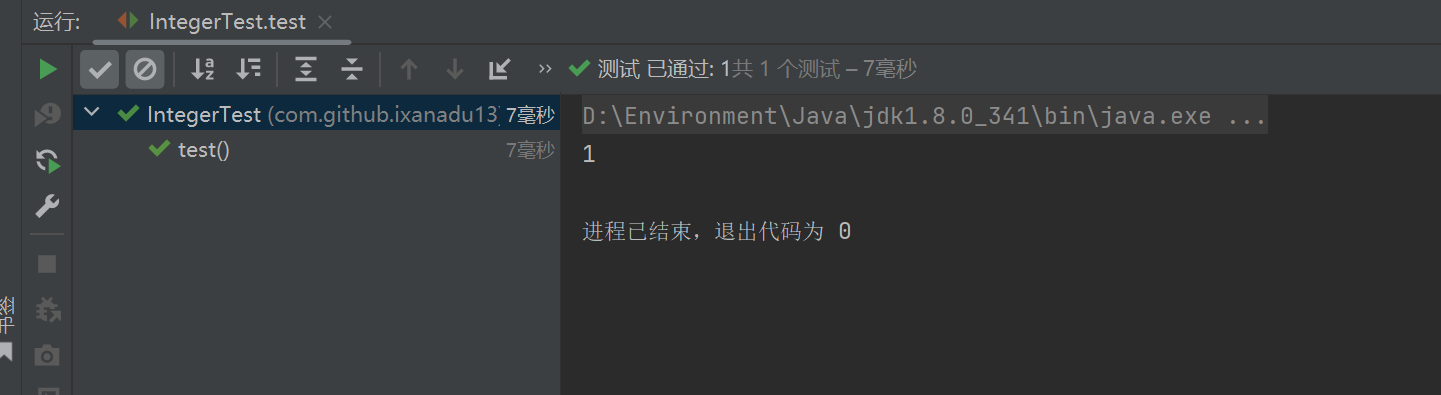 运行: IntegerTest.test
测试 已通过: 1共 1 个测试 – 7毫秒
IntegerTest (com.github.ixanadu13) 7毫秒
test() 7毫秒
D:\Environment\Java\jdk1.8.0_341\bin\java.exe ...
1
进程已结束，退出代码为 0